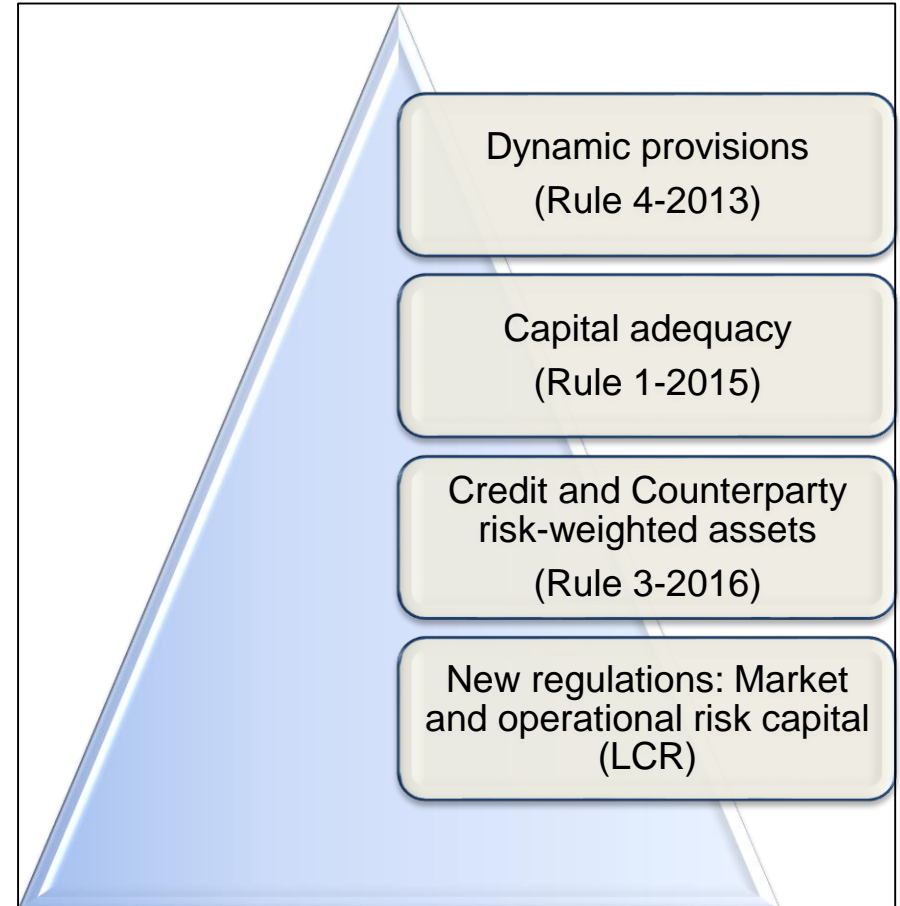 Dynamic provisions
(Rule 4-2013)
Capital adequacy
(Rule 1-2015)
Credit and Counterparty
risk-weighted assets
(Rule 3-2016)
New regulations: Market
and operational risk capital
(LCR)